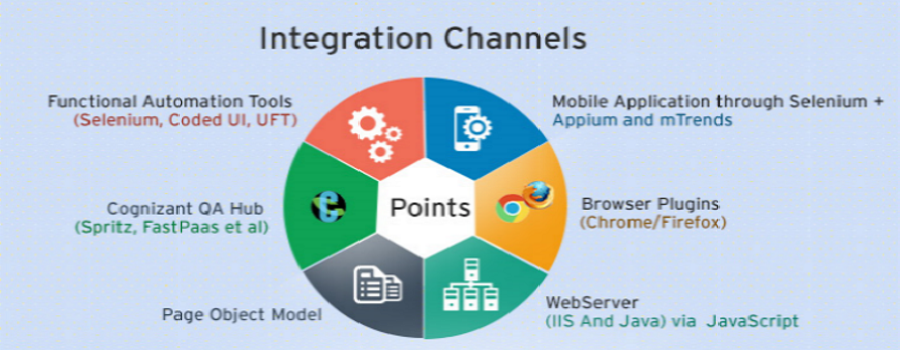 Integration Channels
Functional Automation Tools
(Selenium, Coded UI, UFT)
Mobile Application through Selenium +
Appium and mTrends
Cognizant QA Hub
(Spritz, FastPaas et al)
Points
Browser Plugins
(Chrome/Firefox)
Page Object Model
WebServer
(IIS And Java) via JavaScript